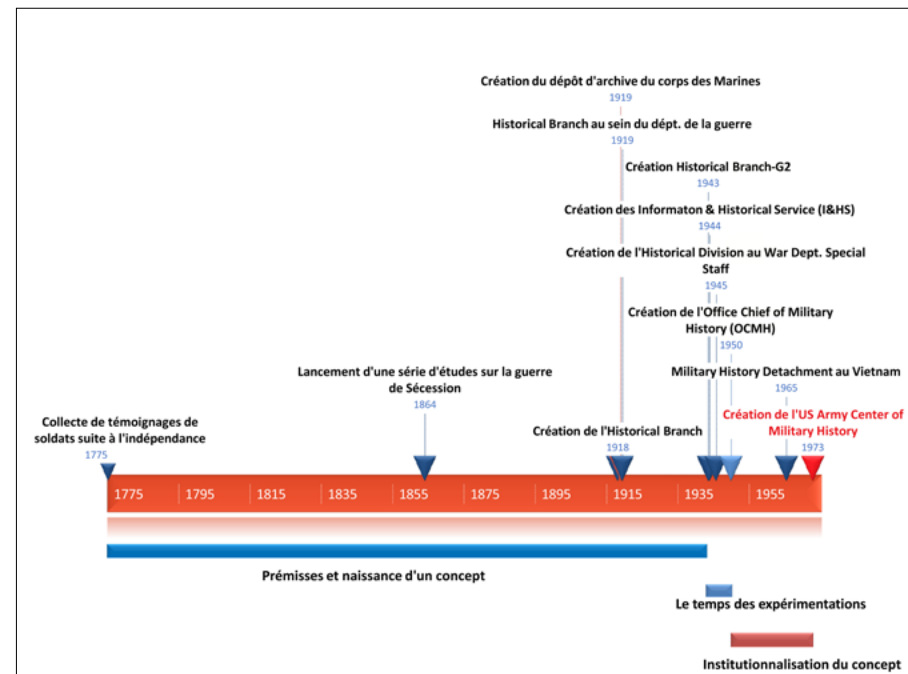 Création du dépôt d'archive du corps des Marines
1919
Historical Branch au sein du dépt. de la guerre
1919
Création Historical Branch-G2
1943
Création des Informaton & Historical Service (I&HS)
1944
Création de l'Historical Division au War Dept. Special
Staff
1945
Création de l'Office Chief of Military
History (OCMH)
1950
Lancement d'une série d'études sur la guerre
de Sécession
1864
Military History Detachment au Vietnam
1965
Collecte de témoignages de
soldats suite à l'indépendance
1775
Création de l'Historical Branch
1918
Création de l'US Army Center of
Military History
1973
1775 1795 1815 1835 1855 1875 1895 1915 1935 1955
Prémisses et naissance d'un concept
Le temps des expérimentations
Institutionnalisation du concept